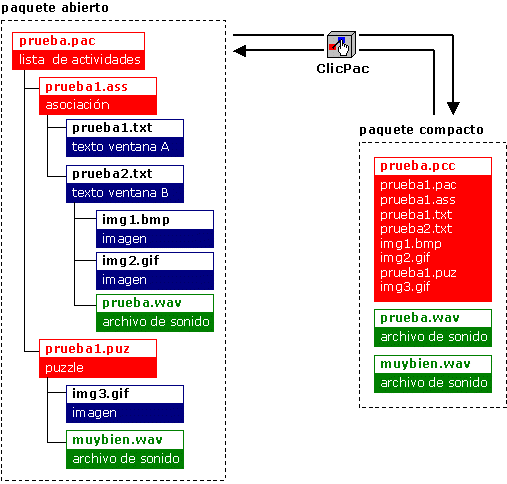 paquete abierto
prueba.pac
lista de actividades
prueba1.ass
asociación
prueba1.txt
texto ventana A
prueba2.txt
texto ventana B
img1.bmp
imagen
img2.gif
imagen
prueba.wav
archivo de sonido
prueba1.puz
puzzle
img3.gif
imagen
muybien.wav
archivo de sonido
ClicPac
paquete compacto
prueba.pcc
prueba1.pac
prueba1.ass
prueba1.txt
prueba2.txt
img1.bmp
img2.gif
prueba1.puz
img3.gif
prueba.wav
archivo de sonido
muybien.wav
archivo de sonido